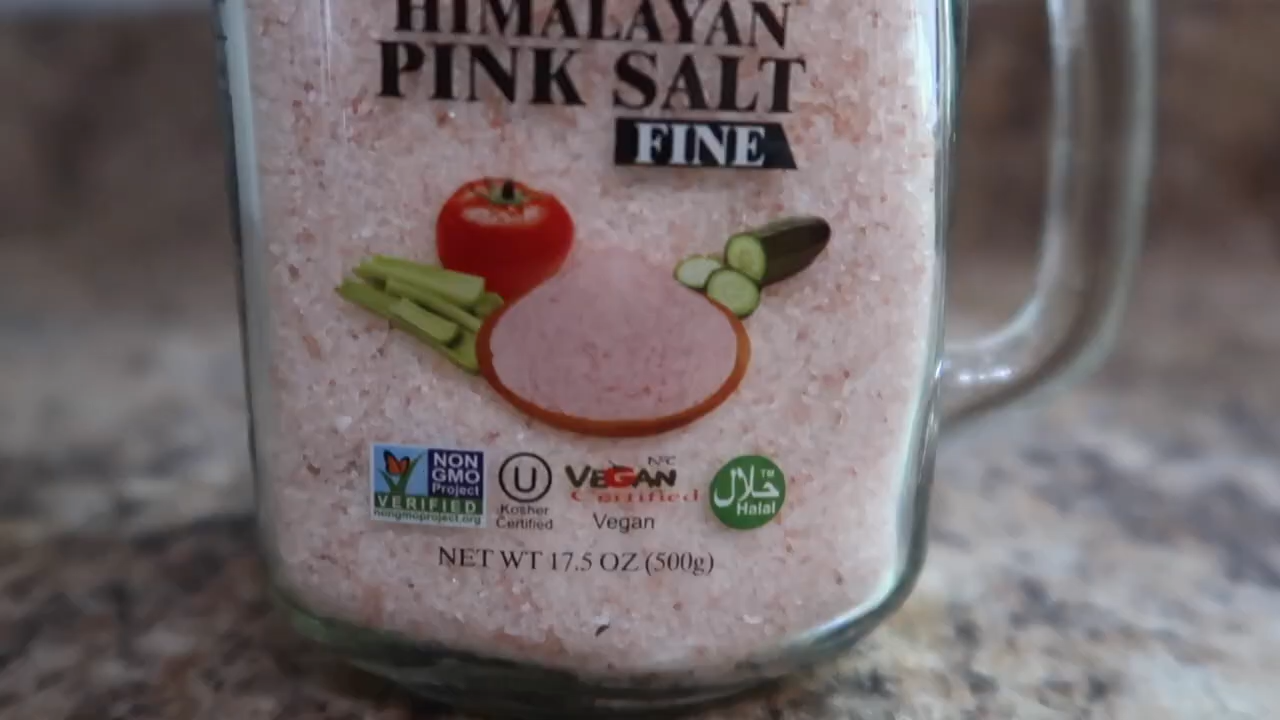 HIMALAYAN
PINK SALT
FINE
NON
GMO
Project
VERIFIED
nongmoproject.org
U
Kosher
Certified
VEGAN
Certified
Vegan
حلال
TM
Halal
NET WT 17.5 OZ (500g)